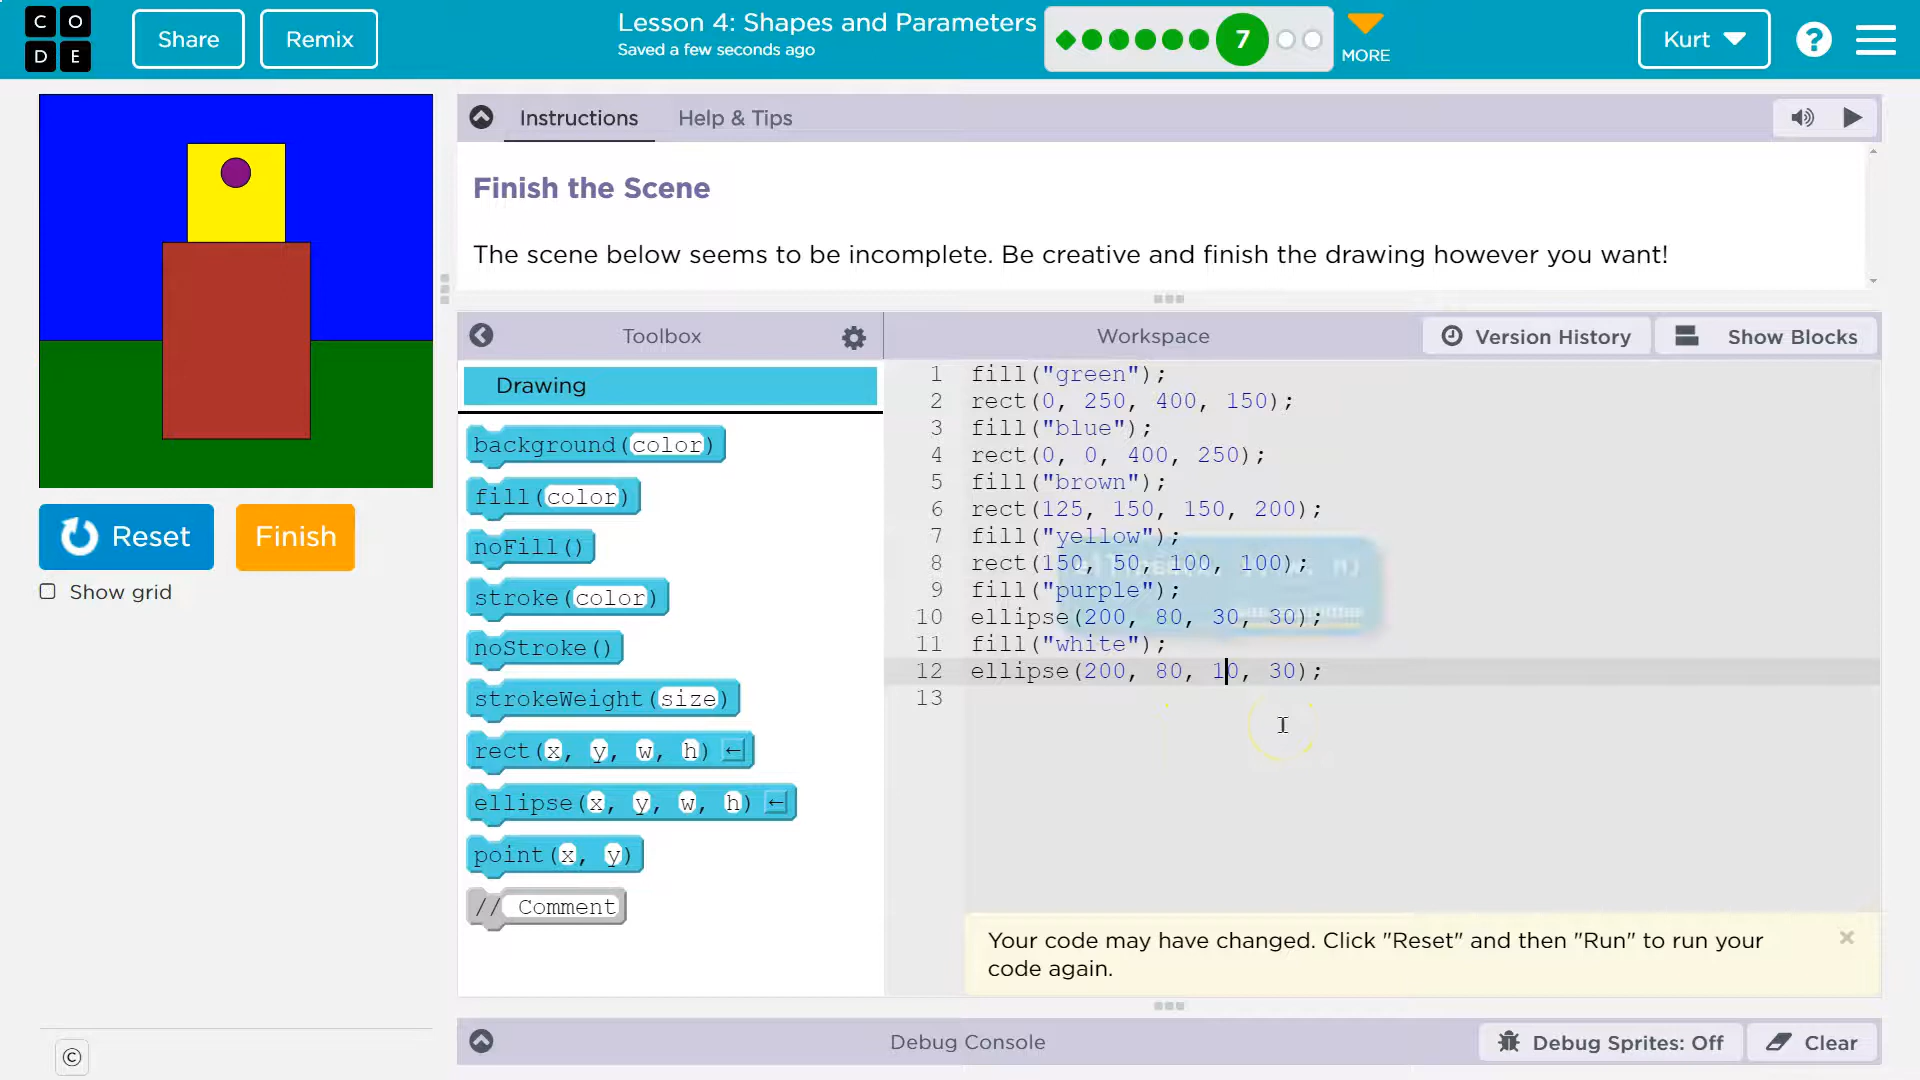 C O
D E
Share
Remix
Lesson 4: Shapes and Parameters
Saved a few seconds ago
7
MORE
Kurt
?
Instructions
Help & Tips
Finish the Scene
The scene below seems to be incomplete. Be creative and finish the drawing however you want!
Reset
Finish
Show grid
Toolbox
Workspace
Version History
Show Blocks
Drawing
background(color)
fill(color)
noFill()
stroke(color)
noStroke()
strokeWeight(size)
rect(x, y, w, h) ←
ellipse(x, y, w, h) ←
point(x, y)
// Comment
1 fill("green");
2 rect(0, 250, 400, 150);
3 fill("blue");
4 rect(0, 0, 400, 250);
5 fill("brown");
6 rect(125, 150, 150, 200);
7 fill("yellow");
8 rect(150, 50, 100, 100);
9 fill("purple");
10 ellipse(200, 80, 30, 30);
11 fill("white");
12 ellipse(200, 80, 10, 30);
13
Your code may have changed. Click "Reset" and then "Run" to run your
code again.
×
Debug Console
Debug Sprites: Off
Clear
©